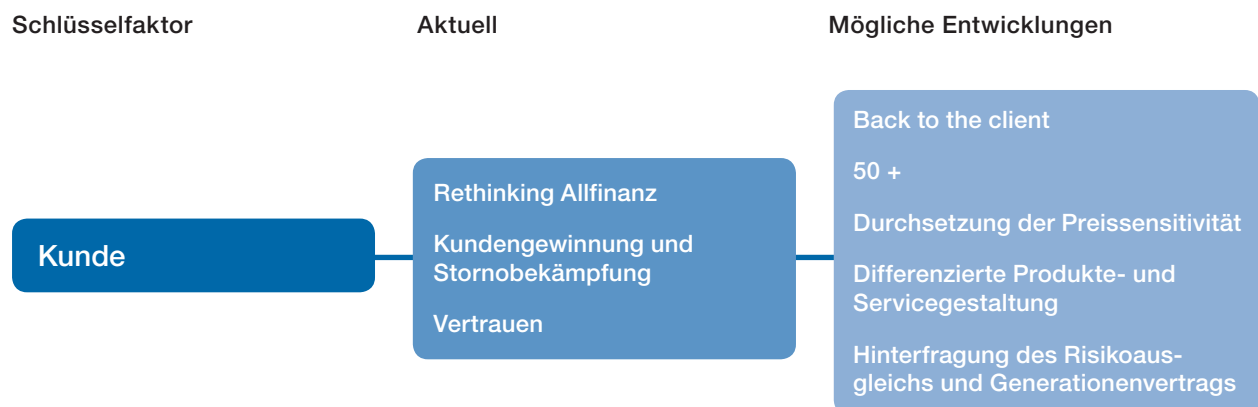 Schlüsselfaktor
Aktuell
Mögliche Entwicklungen
Kunde
Rethinking Allfinanz
Kundengewinnung und
Stornobekämpfung
Vertrauen
Back to the client
50 +
Durchsetzung der Preissensitivität
Differenzierte Produkte- und
Servicegestaltung
Hinterfragung des Risikoaus-
gleichs und Generationenvertrags